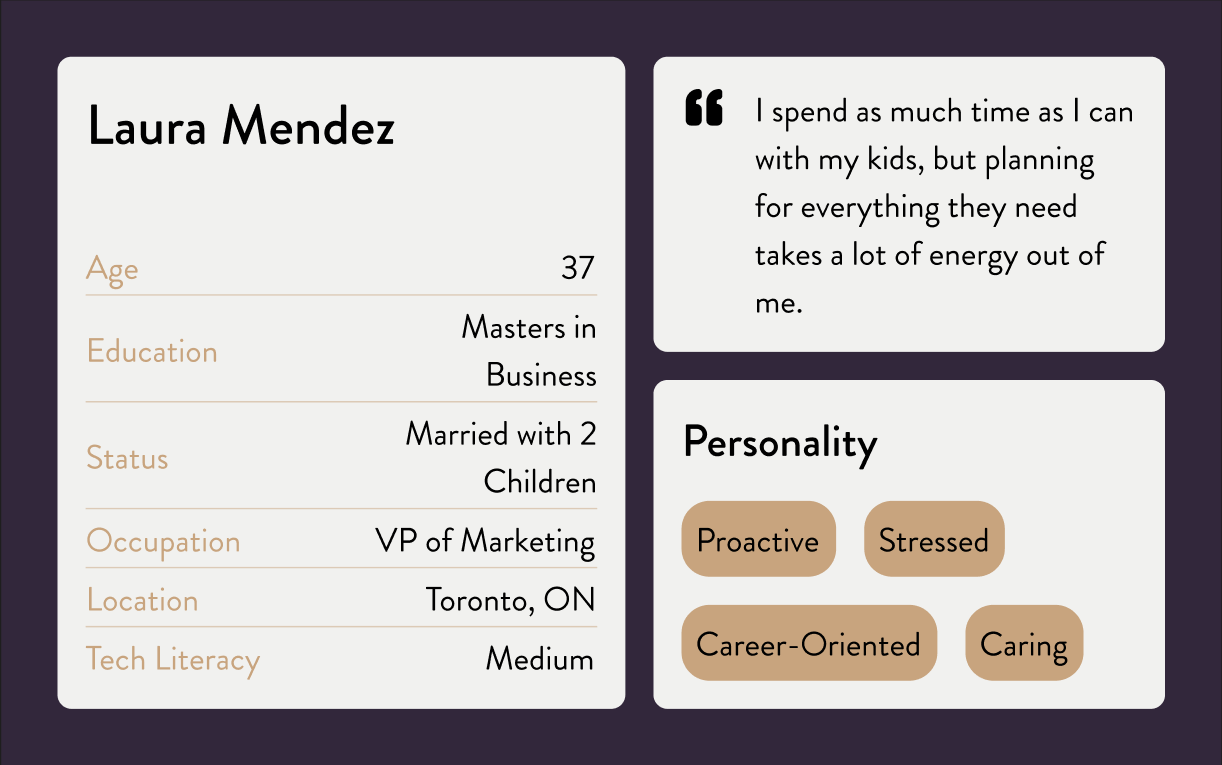 Laura Mendez
Age 37
Education Masters in
Business
Status Married with 2
Children
Occupation VP of Marketing
Location Toronto, ON
Tech Literacy Medium
“ I spend as much time as I can
with my kids, but planning
for everything they need
takes a lot of energy out of
me.
Personality
Proactive Stressed
Career-Oriented Caring